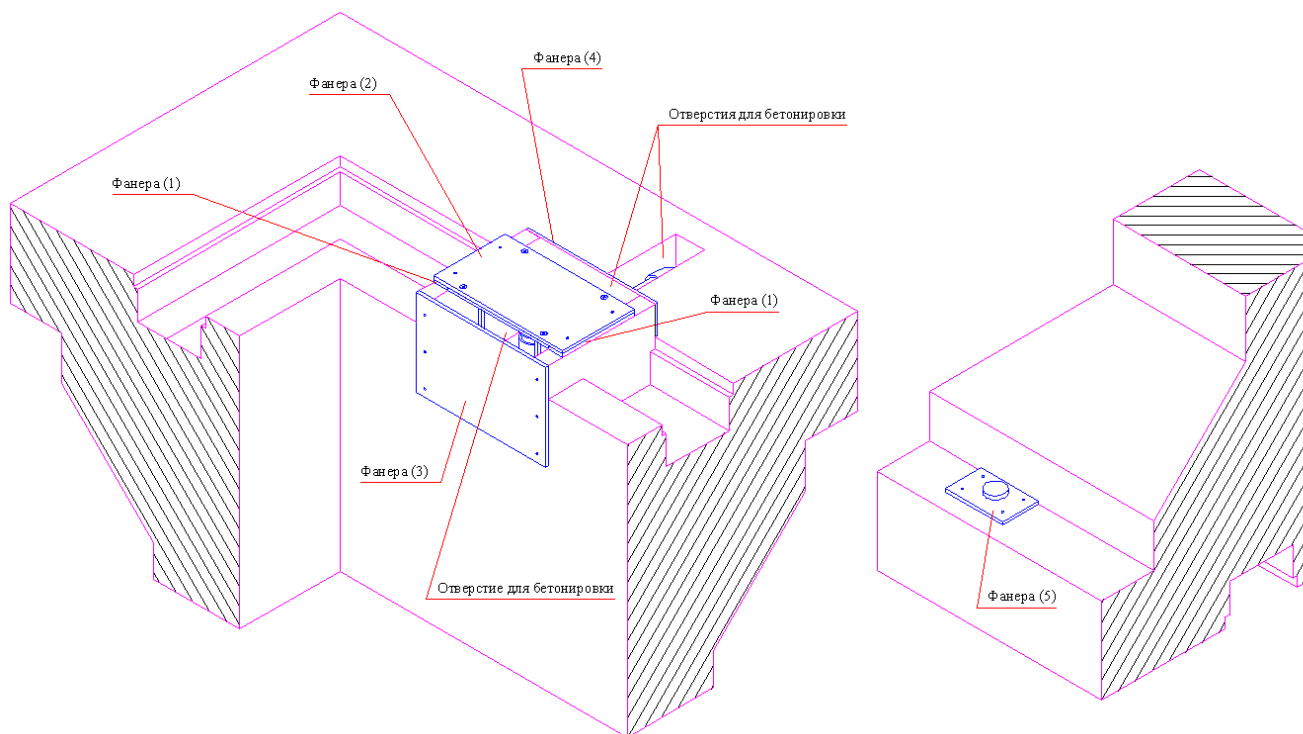 Фанера (4)
Фанера (2)
Отверстия для бетонировки
Фанера (1)
Фанера (1)
Фанера (3)
Отверстие для бетонировки
Фанера (5)